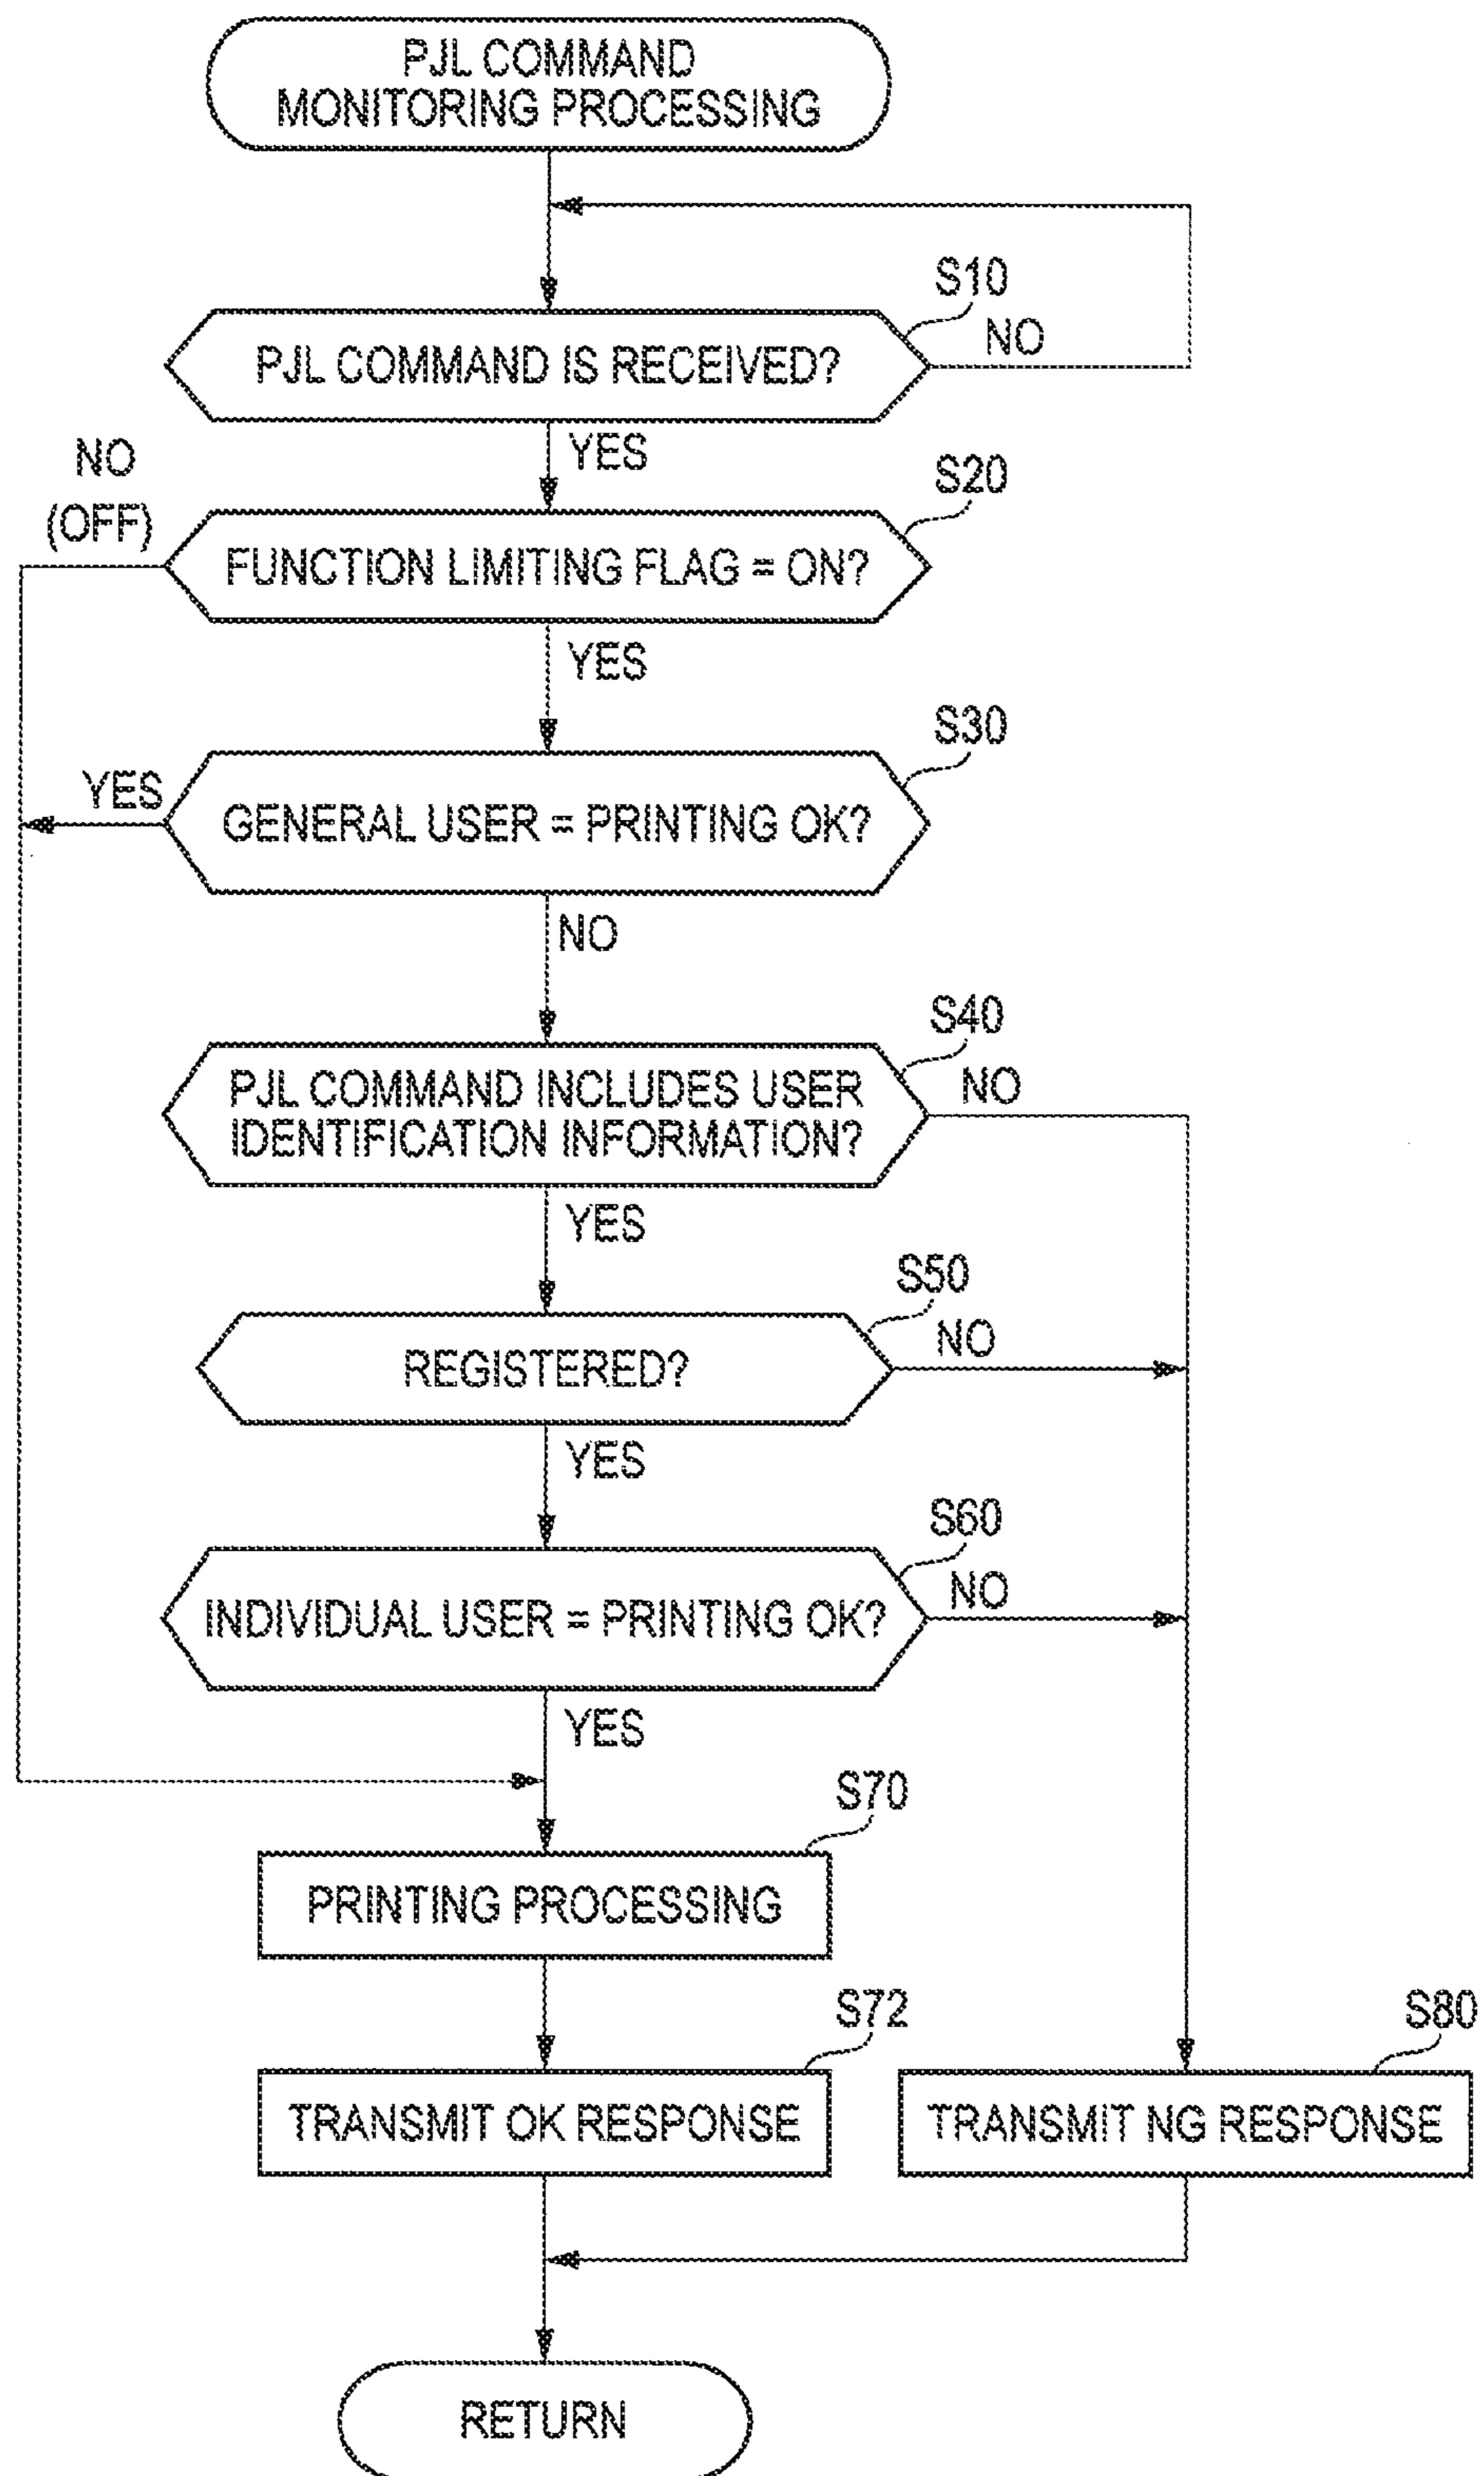 PJL COMMAND
MONITORING PROCESSING
S10
PJL COMMAND IS RECEIVED?
NO
YES
NO
(OFF)
S20
FUNCTION LIMITING FLAG = ON?
YES
S30
YES
GENERAL USER = PRINTING OK?
NO
S40
PJL COMMAND INCLUDES USER
IDENTIFICATION INFORMATION?
NO
YES
S50
REGISTERED?
NO
YES
S60
INDIVIDUAL USER = PRINTING OK?
NO
YES
S70
PRINTING PROCESSING
S72
TRANSMIT OK RESPONSE
S80
TRANSMIT NG RESPONSE
RETURN